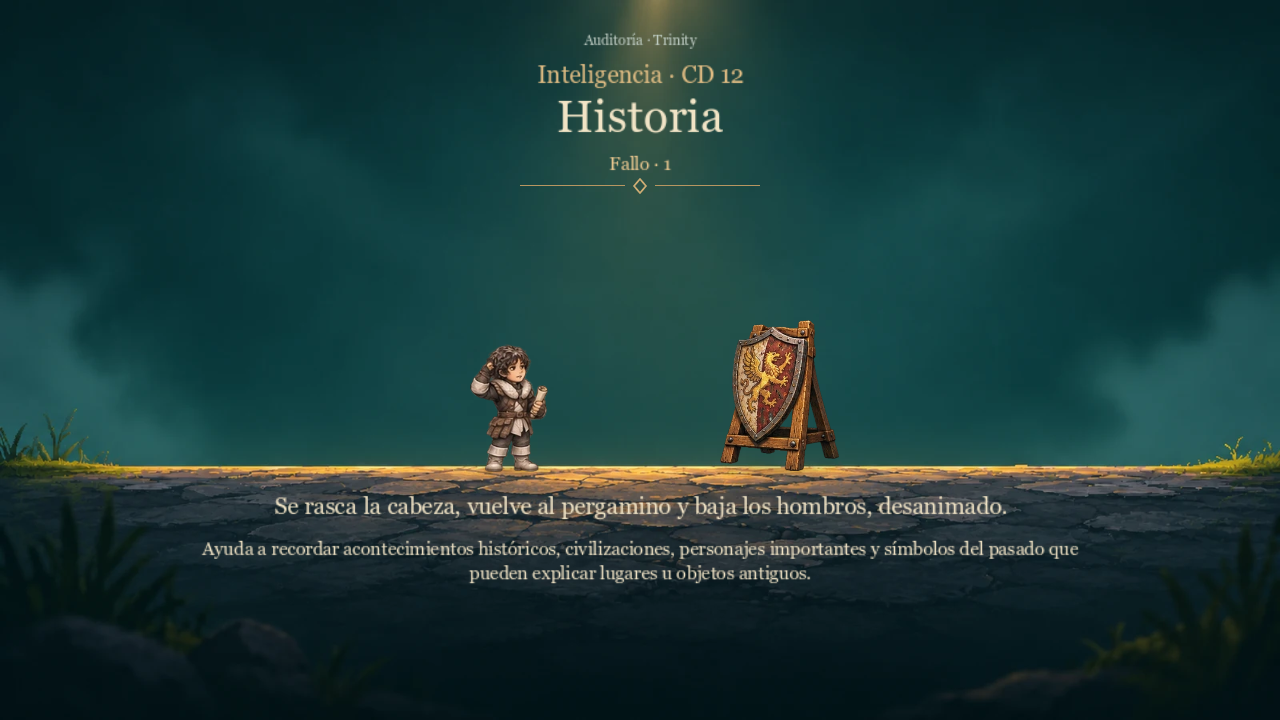 Auditoría · Trinity
Inteligencia · CD 12
Historia
Fallo · 1
Se rasca la cabeza, vuelve al pergamino y baja los hombros, desanimado.
Ayuda a recordar acontecimientos históricos, civilizaciones, personajes importantes y símbolos del pasado que
pueden explicar lugares u objetos antiguos.